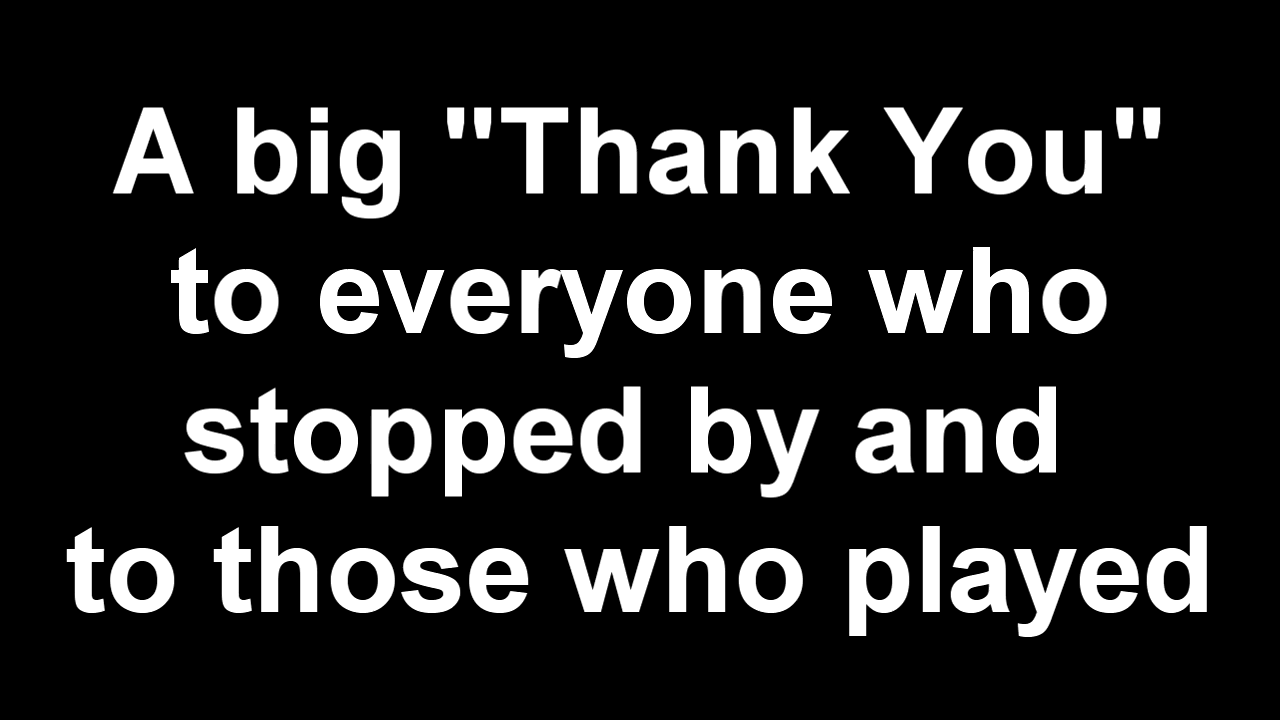 A big "Thank You"
to everyone who
stopped by and
to those who played